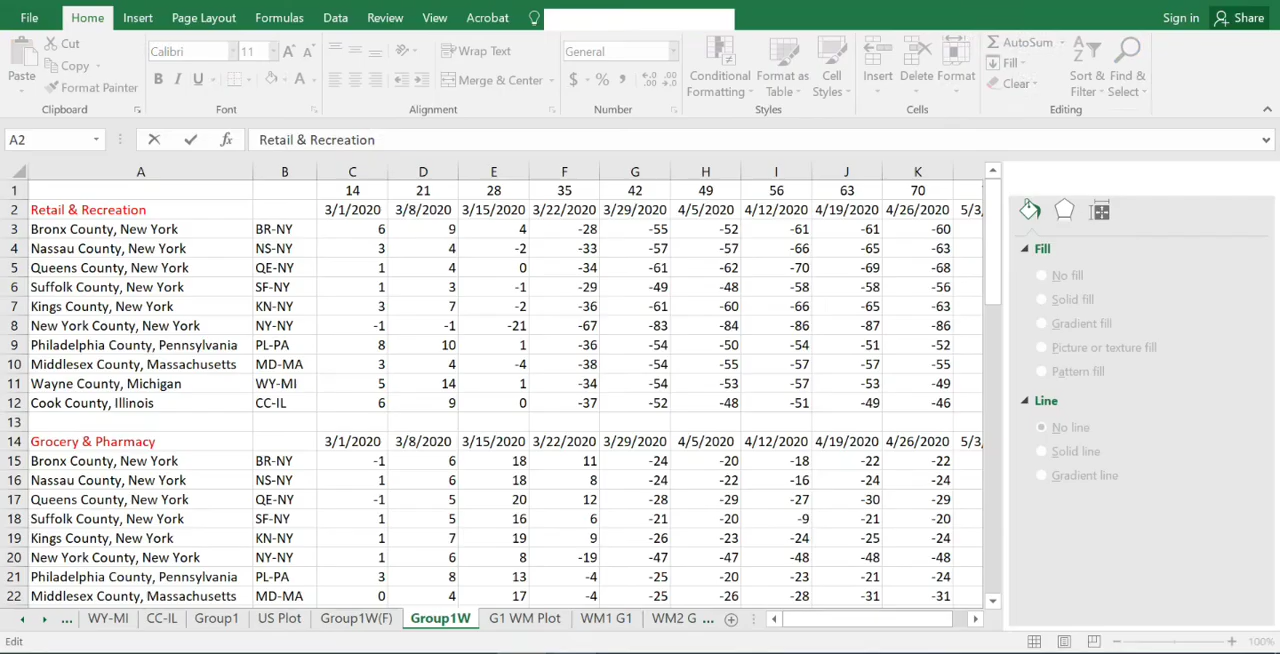 File Home Insert Page Layout Formulas Data Review View Acrobat Sign in Share
Paste Cut Copy Format Painter Clipboard
Calibri 11 A A B I U A Font
Wrap Text Merge & Center Alignment
General $ % , Number
Conditional Formatting Format as Table Cell Styles Styles
Insert Delete Format Cells
AutoSum Fill Clear Sort & Filter Find & Select Editing
A2 fx Retail & Recreation
A B C D E F G H I J K
1 14 21 28 35 42 49 56 63 70
2 Retail & Recreation 3/1/2020 3/8/2020 3/15/2020 3/22/2020 3/29/2020 4/5/2020 4/12/2020 4/19/2020 4/26/2020 5/3/
3 Bronx County, New York BR-NY 6 9 4 -28 -55 -52 -61 -61 -60
4 Nassau County, New York NS-NY 3 4 -2 -33 -57 -57 -66 -65 -63
5 Queens County, New York QE-NY 1 4 0 -34 -61 -62 -70 -69 -68
6 Suffolk County, New York SF-NY 1 3 -1 -29 -49 -48 -58 -58 -56
7 Kings County, New York KN-NY 3 7 -2 -36 -61 -60 -66 -65 -63
8 New York County, New York NY-NY -1 -1 -21 -67 -83 -84 -86 -87 -86
9 Philadelphia County, Pennsylvania PL-PA 8 10 1 -36 -54 -50 -54 -51 -52
10 Middlesex County, Massachusetts MD-MA 3 4 -4 -38 -54 -55 -57 -57 -55
11 Wayne County, Michigan WY-MI 5 14 1 -34 -54 -53 -57 -53 -49
12 Cook County, Illinois CC-IL 6 9 0 -37 -52 -48 -51 -49 -46
13
14 Grocery & Pharmacy 3/1/2020 3/8/2020 3/15/2020 3/22/2020 3/29/2020 4/5/2020 4/12/2020 4/19/2020 4/26/2020 5/3/
15 Bronx County, New York BR-NY -1 6 18 11 -24 -20 -18 -22 -22
16 Nassau County, New York NS-NY 1 6 18 8 -24 -22 -16 -24 -24
17 Queens County, New York QE-NY -1 5 20 12 -28 -29 -27 -30 -29
18 Suffolk County, New York SF-NY 1 5 16 6 -21 -20 -9 -21 -20
19 Kings County, New York KN-NY 1 7 19 9 -26 -23 -24 -25 -24
20 New York County, New York NY-NY 1 6 8 -19 -47 -47 -48 -48 -48
21 Philadelphia County, Pennsylvania PL-PA 3 8 13 -4 -25 -20 -23 -21 -24
22 Middlesex County, Massachusetts MD-MA 0 4 17 -4 -25 -26 -28 -31 -31
Fill
No fill
Solid fill
Gradient fill
Picture or texture fill
Pattern fill
Line
No line
Solid line
Gradient line
... WY-MI CC-IL Group1 US Plot Group1W(F) Group1W G1 WM Plot WM1 G1 WM2 G ...
Edit 100%